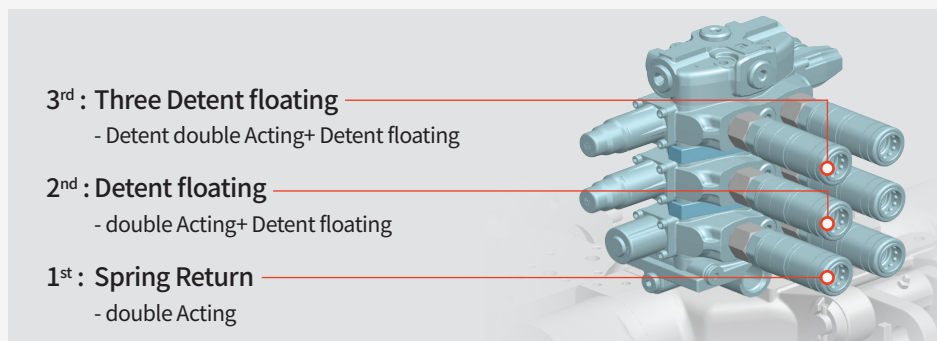 3rd : Three Detent floating
- Detent double Acting+ Detent floating
2nd : Detent floating
- double Acting+ Detent floating
1st : Spring Return
- double Acting